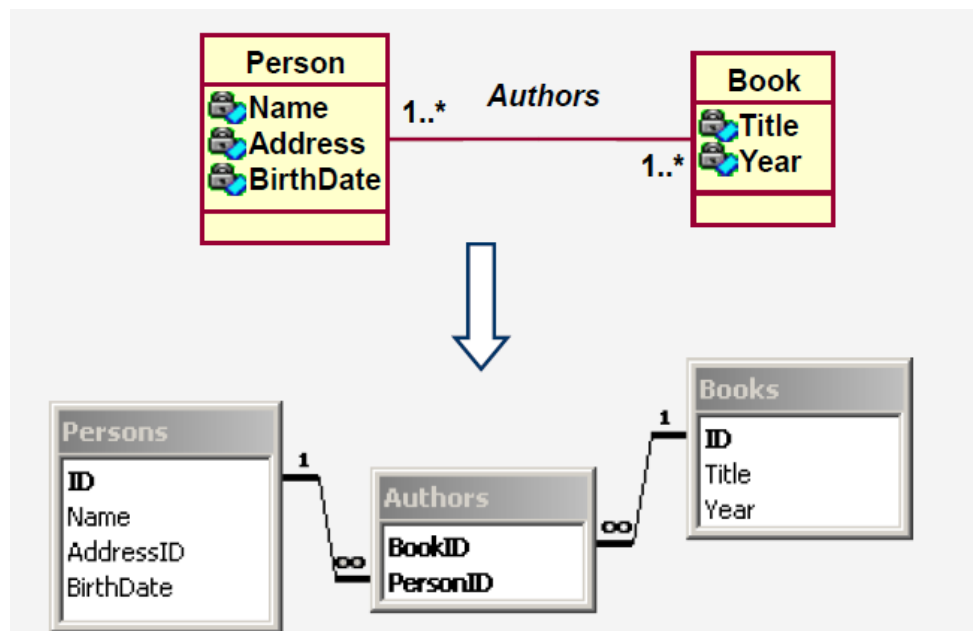 Person
Name
Address
BirthDate
1..*
Authors
1..*
Book
Title
Year
Persons
ID
Name
AddressID
BirthDate
1
∞
Authors
BookID
PersonID
∞
1
Books
ID
Title
Year